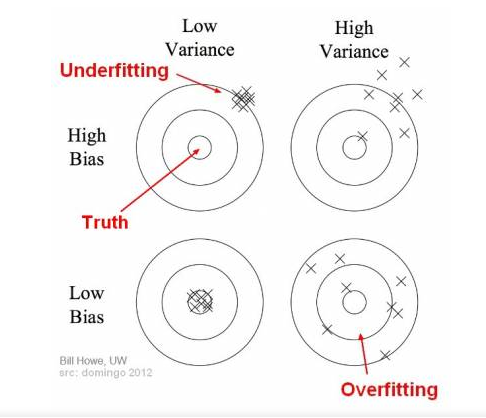 Low
Variance
High
Variance
Underfitting
High
Bias
Truth
Low
Bias
Bill Howe, UW
src: domingo 2012
Overfitting